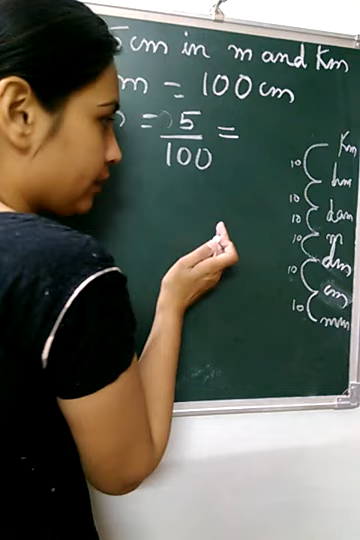 5cm in m and Km
m = 100cm
= 5/100 =
Km
10
hm
10
dam
10
m
10
dm
10
cm
10
mm